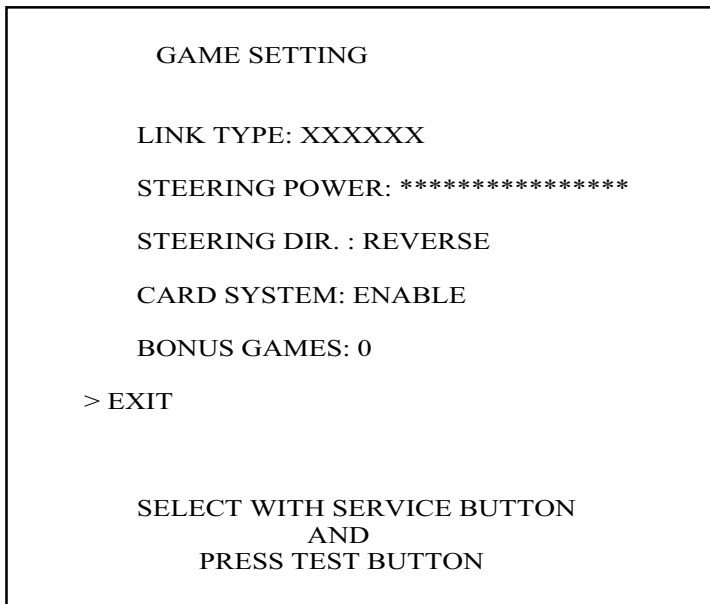 GAME SETTING
LINK TYPE: XXXXXX
STEERING POWER: ****************
STEERING DIR. : REVERSE
CARD SYSTEM: ENABLE
BONUS GAMES: 0
> EXIT
SELECT WITH SERVICE BUTTON
AND
PRESS TEST BUTTON